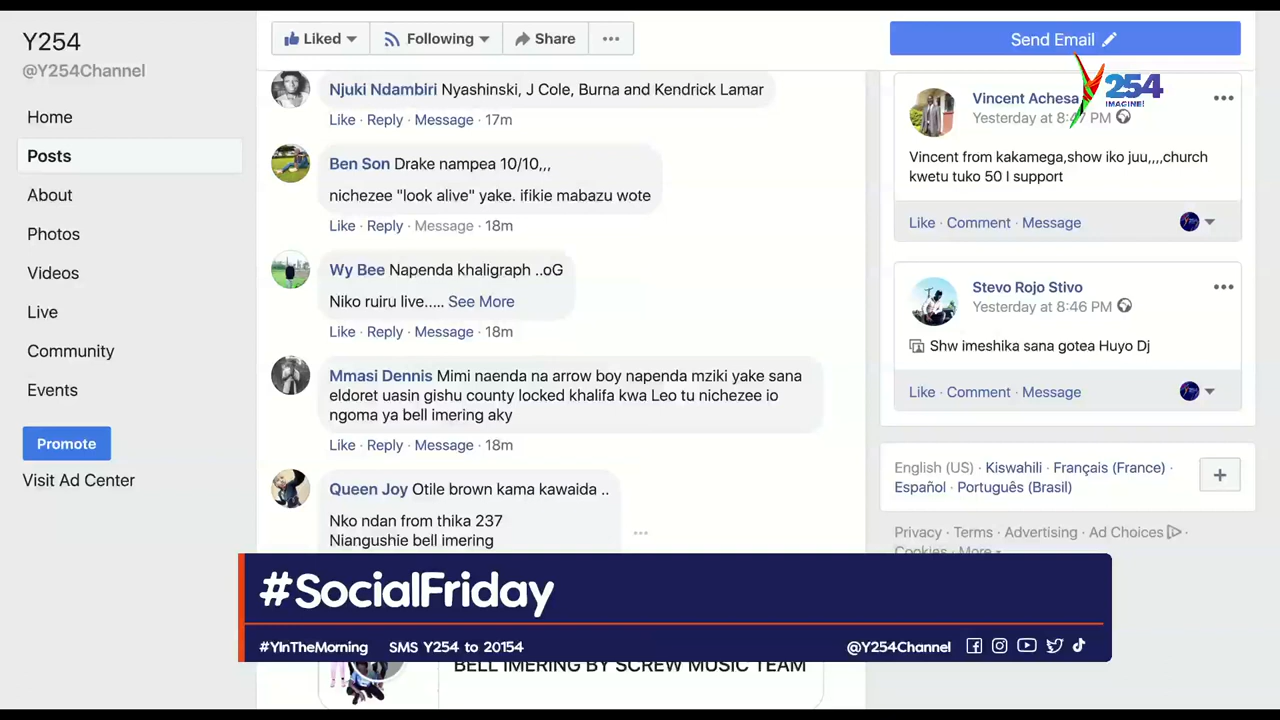 Y254
@Y254Channel
Home
Posts
About
Photos
Videos
Live
Community
Events
Promote
Visit Ad Center
Liked
Following
Share
Send Email
Njuki Ndambiri Nyashinski, J Cole, Burna and Kendrick Lamar
Like · Reply · Message · 17m
Ben Son Drake nampea 10/10,,,
nichezee "look alive" yake. ifikie mabazu wote
Like · Reply · Message · 18m
Wy Bee Napenda khaligraph ..oG
Niko ruiru live..... See More
Like · Reply · Message · 18m
Mmasi Dennis Mimi naenda na arrow boy napenda mziki yake sana
eldoret uasin gishu county locked khalifa kwa Leo tu nichezee io
ngoma ya bell imering aky
Like · Reply · Message · 18m
Queen Joy Otile brown kama kawaida ..
Nko ndan from thika 237
Niangushie bell imering
BELL IMERING BY SCREW MUSIC TEAM
Y254
IMAGINE!
Vincent Achesa
Yesterday at 8:47 PM
Vincent from kakamega,show iko juu,,,,church
kwetu tuko 50 I support
Like · Comment · Message
Stevo Rojo Stivo
Yesterday at 8:46 PM
Shw imeshika sana gotea Huyo Dj
Like · Comment · Message
English (US) · Kiswahili · Français (France) ·
Español · Português (Brasil)
Privacy · Terms · Advertising · Ad Choices ·
Cookies · More
#SocialFriday
#YInTheMorning SMS Y254 to 20154
@Y254Channel